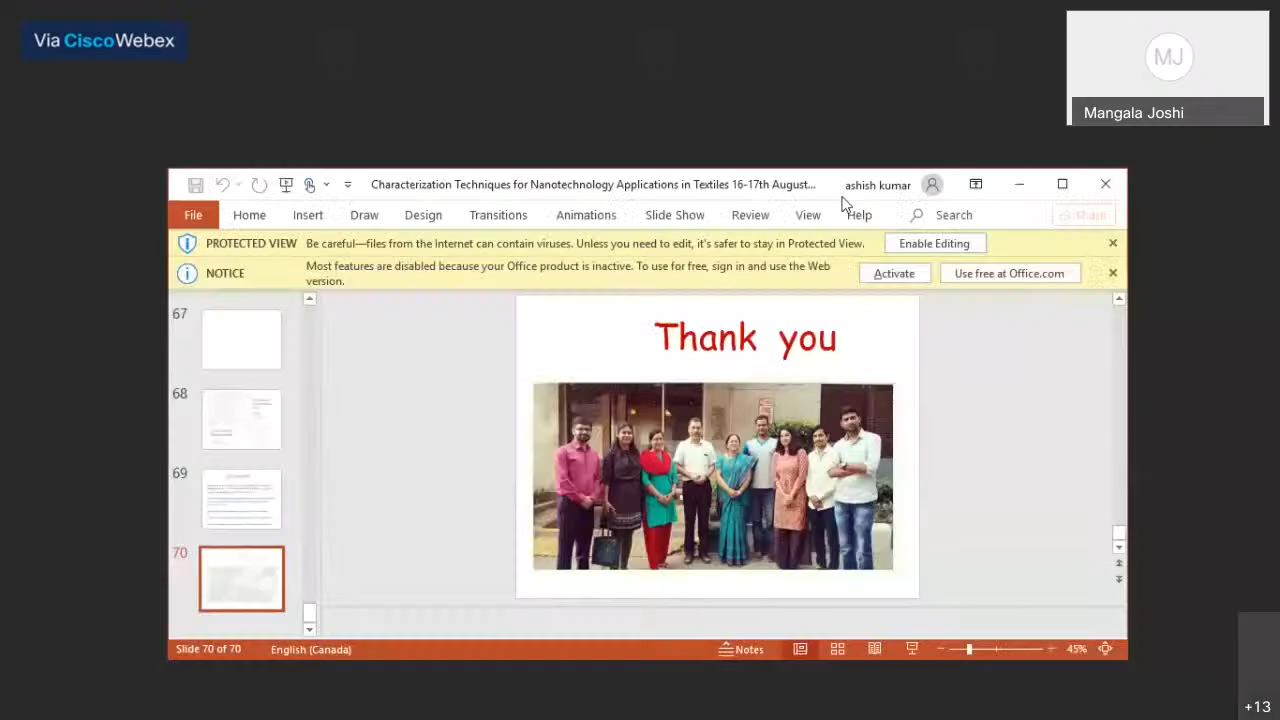 Via CiscoWebex
MJ
Mangala Joshi
Characterization Techniques for Nanotechnology Applications in Textiles 16-17th August...
ashish kumar
File Home Insert Draw Design Transitions Animations Slide Show Review View Help Search Share
PROTECTED VIEW Be careful—files from the Internet can contain viruses. Unless you need to edit, it's safer to stay in Protected View. Enable Editing
NOTICE Most features are disabled because your Office product is inactive. To use for free, sign in and use the Web
version.
Activate Use free at Office.com
67
68
69
70
Thank you
Slide 70 of 70 English (Canada) Notes 45%
+13